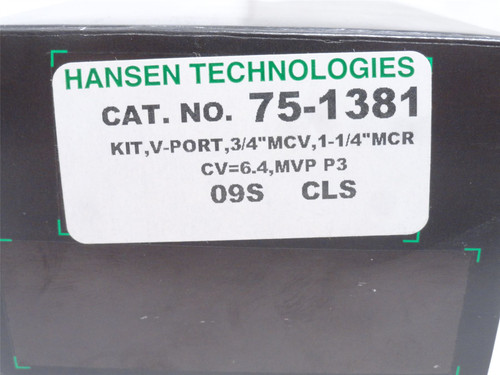 HANSEN TECHNOLOGIES
CAT. NO. 75-1381
KIT,V-PORT,3/4"MCV,1-1/4"MCR
CV=6.4,MVP P3
09S CLS